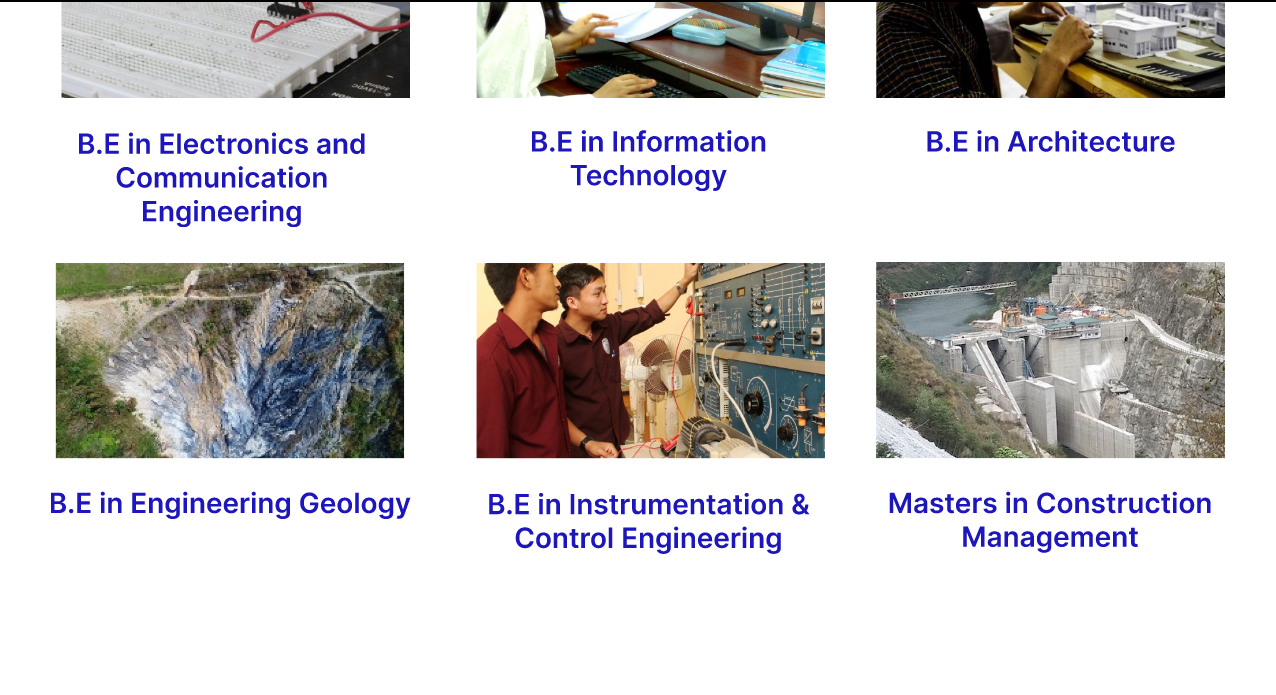 B.E in Electronics and
Communication
Engineering
B.E in Information
Technology
B.E in Architecture
B.E in Engineering Geology
B.E in Instrumentation &
Control Engineering
Masters in Construction
Management